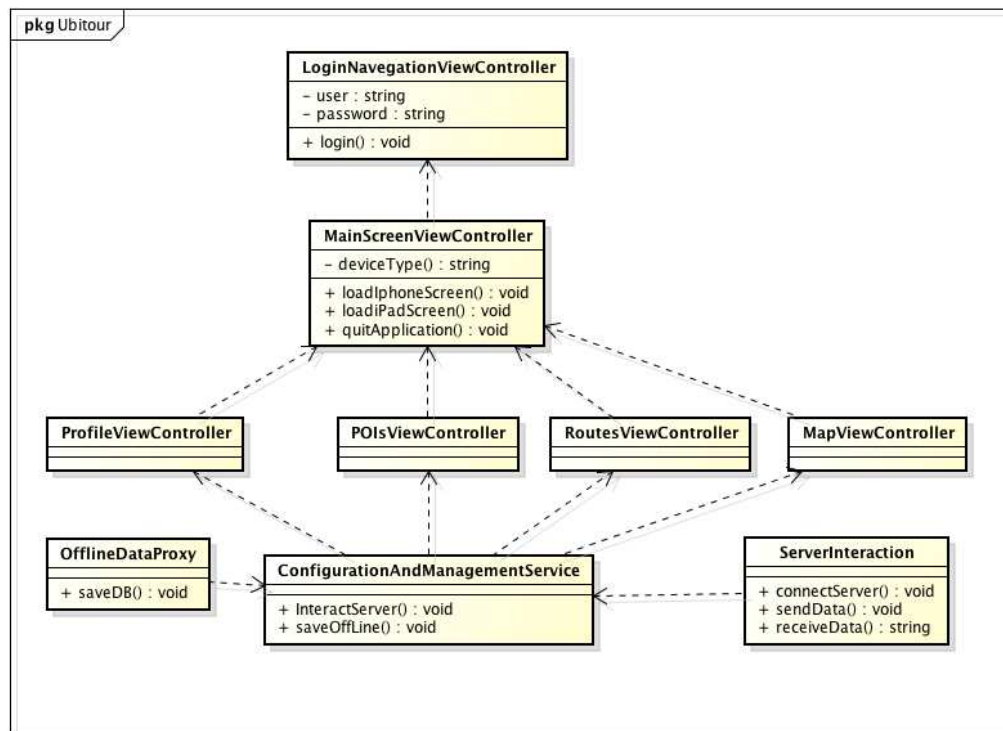 pkg Ubitour
LoginNavegationViewController
- user : string
- password : string
+ login() : void
MainScreenViewController
- deviceType() : string
+ loadIphoneScreen() : void
+ loadiPadScreen() : void
+ quitApplication() : void
ProfileViewController
POIsViewController
RoutesViewController
MapViewController
OfflineDataProxy
+ saveDB() : void
ConfigurationAndManagementService
+ InteractServer() : void
+ saveOffLine() : void
ServerInteraction
+ connectServer() : void
+ sendData() : void
+ receiveData() : string